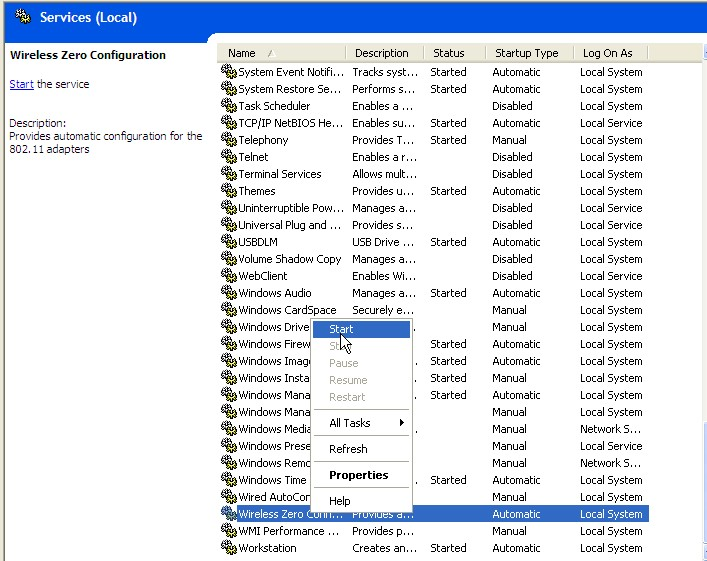 Services (Local)
Wireless Zero Configuration
Start the service
Description:
Provides automatic configuration for the
802.11 adapters
Name Description Status Startup Type Log On As
System Event Notifi... Tracks syst... Started Automatic Local System
System Restore Se... Performs s... Started Automatic Local System
Task Scheduler Enables a ... Disabled Local System
TCP/IP NetBIOS He... Enables su... Started Automatic Local Service
Telephony Provides T... Started Manual Local System
Telnet Enables a r... Disabled Local System
Terminal Services Allows mult... Disabled Local System
Themes Provides u... Started Automatic Local System
Uninterruptible Pow... Manages a... Disabled Local Service
Universal Plug and ... Provides s... Disabled Local Service
USBDLM USB Drive ... Started Automatic Local System
Volume Shadow Copy Manages a... Disabled Local System
WebClient Enables Wi... Disabled Local Service
Windows Audio Manages a... Started Automatic Local System
Windows CardSpace Securely e... Manual Local System
Windows Drive Manual Local System
Windows Firew Started Automatic Local System
Windows Imag Started Automatic Local System
Windows Insta Started Manual Local System
Windows Mana Started Automatic Local System
Windows Mana Manual Local System
Windows Media Manual Network S...
Windows Prese Manual Local Service
Windows Remo Manual Network S...
Windows Time Started Automatic Local System
Wired AutoCon Manual Local System
Wireless Zero Confi... Provides a... Automatic Local System
WMI Performance ... Provides p... Manual Local System
Workstation Creates an... Started Automatic Local System
Start
Pause
Resume
Restart
All Tasks
Refresh
Properties
Help